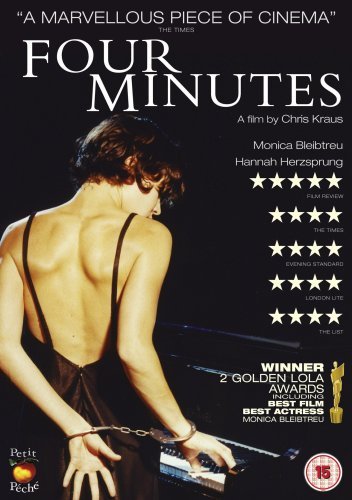 "A MARVELLOUS PIECE OF CINEMA"
THE TIMES
FOUR
MINUTES
A film by Chris Kraus
Monica Bleibtreu
Hannah Herzsprung
FILM REVIEW
THE TIMES
EVENING STANDARD
LONDON LITE
THE LIST
WINNER
2 GOLDEN LOLA
AWARDS
INCLUDING
BEST FILM
BEST ACTRESS
MONICA BLEIBTREU
Petit
Péché
15